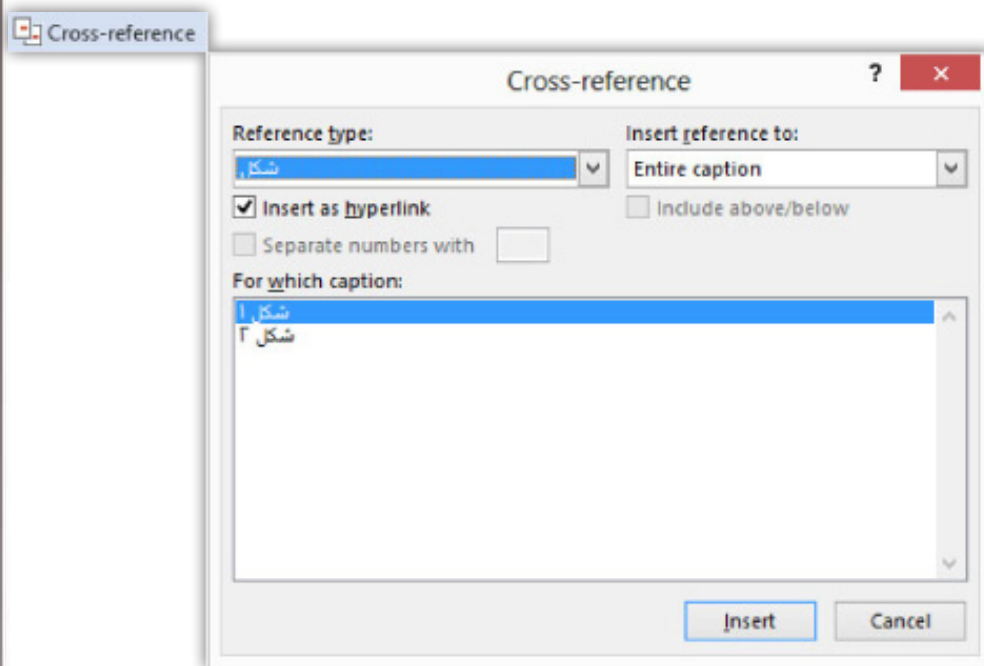 Cross-reference
Cross-reference
?
Reference type:
Insert reference to:
شکل
Entire caption
Insert as hyperlink
Include above/below
Separate numbers with
For which caption:
شکل ۱
شکل ۲
Insert
Cancel